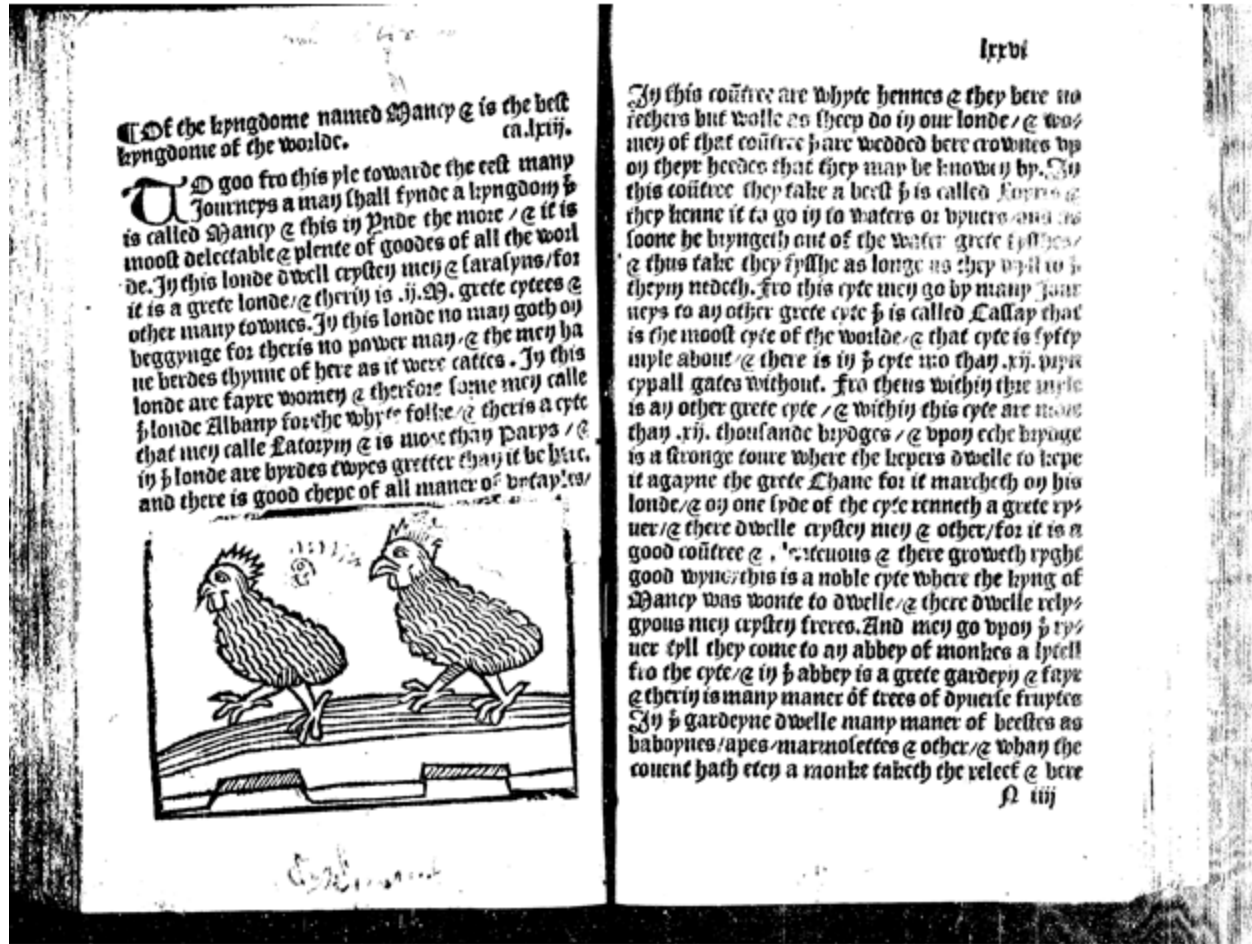 ¶Of the kyngdome named Mancy & is the best
kyngdome of the worlde. ca.lxiij.
TO goo fro this yle towarde the eest many
Journeys a man shall fynde a kyngdom þͭ
is called Mancy & this in Ynde the more / & it is
moost delectable & plente of goodes of all the worl
de. In this londe dwell crysten men & sarasyns/for
it is a grete londe/& therin is .ij.M. grete cytees &
other many townes. In this londe no man goth on
beggynge for theris no power man/& the men ha
ue berdes thynne of here as it were cattes . In this
londe are fayre women & therfore some men calle
þͭ londe Albany for the whyte folke/& theris a cyte
that men calle Latorym & is more than Parys / &
in þͭ londe are byrdes twyes gretter than it be here.
and there is good chepe of all maner of vetayles/
lxxvi
In this coūtree are whyte hennes & they bere no
fethers but wolle as sheep do in our londe/& wo-
men of that coūtree þͭ are wedded bere crownes vp
on theyr heedes that they may be knowen by. In
this coūtree they take a beest þͭ is called &
they kenne it to go in to waters or ryuers and as
soone he bryngeth out of the water grete fysshes/
& thus take they fysshe as longe as they wyll to þͭ
theym nedeth. Fro this cyte men go by many Jour
neys to an other grete cyte þͭ is called Cassay that
is the moost cyte of the worlde/& that cyte is fyfty
myle about/& there is in þͭ cyte mo than .xij. pryn
cypall gates without. Fro thens within thre myle
is an other grete cyte / & within this cyte are more
than .xij. thousande brydges / & vpon eche brydge
is a stronge toure where the kepers dwelle to kepe
it agayne the grete Chane for it marcheth on his
londe/& on one syde of the cyte renneth a grete ry-
uer/& there dwelle crysten men & other/for it is a
good coūtree & & there groweth ryght
good wyne/this is a noble cyte where the kyng of
Mancy was wonte to dwelle/& there dwelle rely-
gyous men crysten freres. And men go vpon þͭ ry-
uer tyll they come to an abbey of monkes a lytell
fro the cyte/& in þͭ abbey is a grete gardeyn & fayr
& therin is many maner of trees of dyuerse fruytes
In þͭ gardeyne dwelle many maner of beestes as
baboynes/apes/marmosettes & other/& whan the
couent hath eten a monke taketh the releef & bere
N iiij